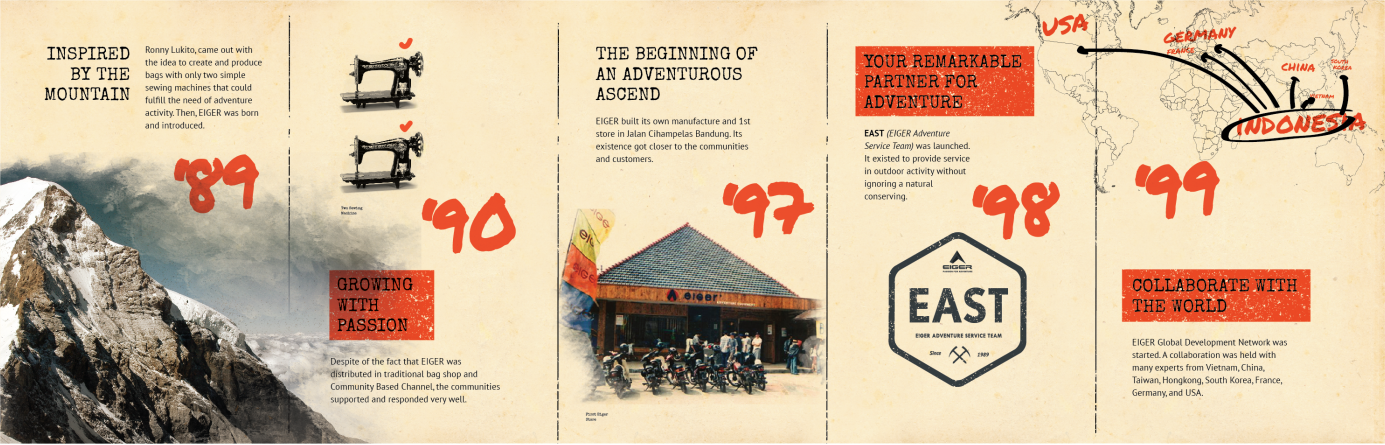 INSPIRED
BY THE
MOUNTAIN
Ronny Lukito, came out with
the idea to create and produce
bags with only two simple
sewing machines that could
fulfill the need of adventure
activity. Then, EIGER was born
and introduced.
'89
Two Sewing
Machine
'90
GROWING
WITH
PASSION
Despite of the fact that EIGER was
distributed in traditional bag shop and
Community Based Channel, the communities
supported and responded very well.
THE BEGINNING OF
AN ADVENTUROUS
ASCEND
EIGER built its own manufacture and 1st
store in Jalan Cihampelas Bandung. Its
existence got closer to the communities
and customers.
'97
eiger
First Eiger
Store
YOUR REMARKABLE
PARTNER FOR
ADVENTURE
EAST (EIGER Adventure
Service Team) was launched.
It existed to provide service
in outdoor activity without
ignoring a natural
conserving.
'98
EIGER
EAST
EIGER ADVENTURE SERVICE TEAM
Since 1989
USA
GERMANY
FRANCE
CHINA
SOUTH
KOREA
VIETNAM
INDONESIA
'99
COLLABORATE WITH
THE WORLD
EIGER Global Development Network was
started. A collaboration was held with
many experts from Vietnam, China,
Taiwan, Hongkong, South Korea, France,
Germany, and USA.